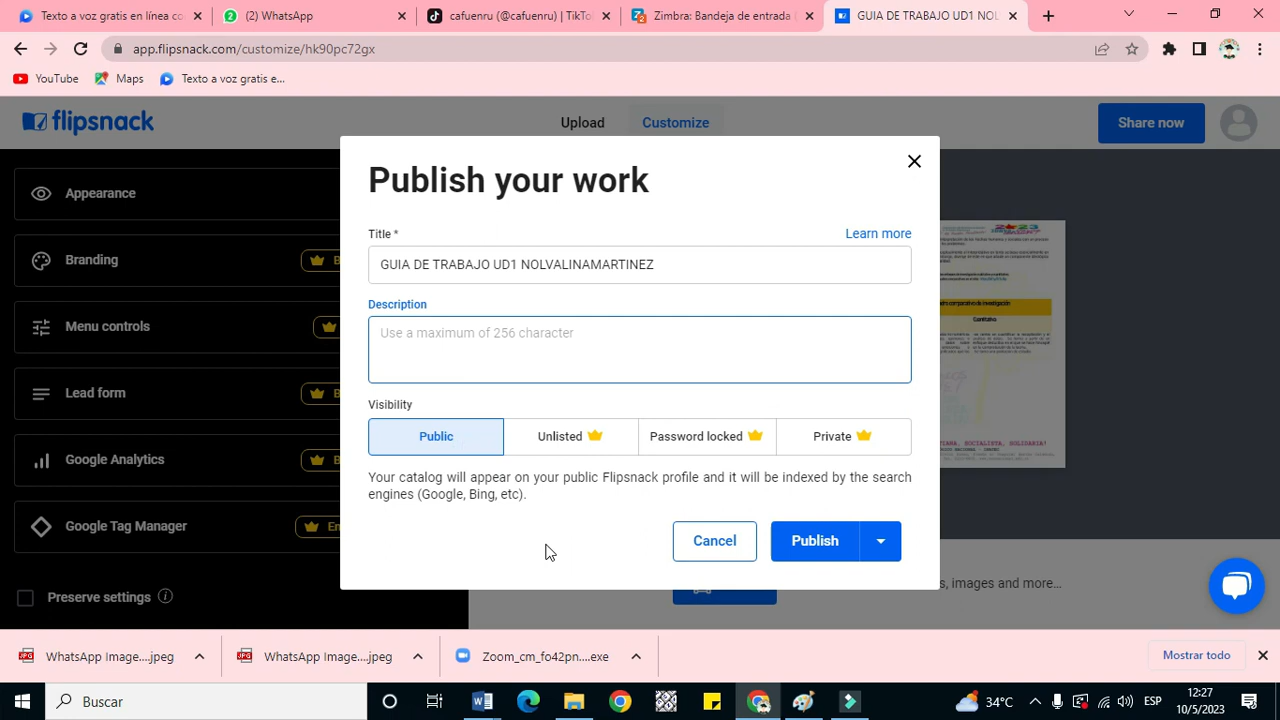 Texto a voz gratis en línea co
(2) WhatsApp
cafuenru (@cafuenru) | TikTo
Zimbra: Bandeja de entrada
GUIA DE TRABAJO UD1 NOL
app.flipsnack.com/customize/hk90pc72gx
YouTube
Maps
Texto a voz gratis e...
flipsnack
Upload
Customize
Share now
Appearance
Branding
Menu controls
Lead form
B
Google Analytics
Google Tag Manager
En
Preserve settings
Publish your work
Title *
Learn more
GUIA DE TRABAJO UD1 NOLVALINAMARTINEZ
Description
Use a maximum of 256 character
Visibility
Public
Unlisted
Password locked
Private
Your catalog will appear on your public Flipsnack profile and it will be indexed by the search
engines (Google, Bing, etc).
Cancel
Publish
s, images and more...
WhatsApp Image....jpeg
WhatsApp Image....jpeg
Zoom_cm_fo42pn....exe
Mostrar todo
Buscar
34°C
ESP
12:27
10/5/2023